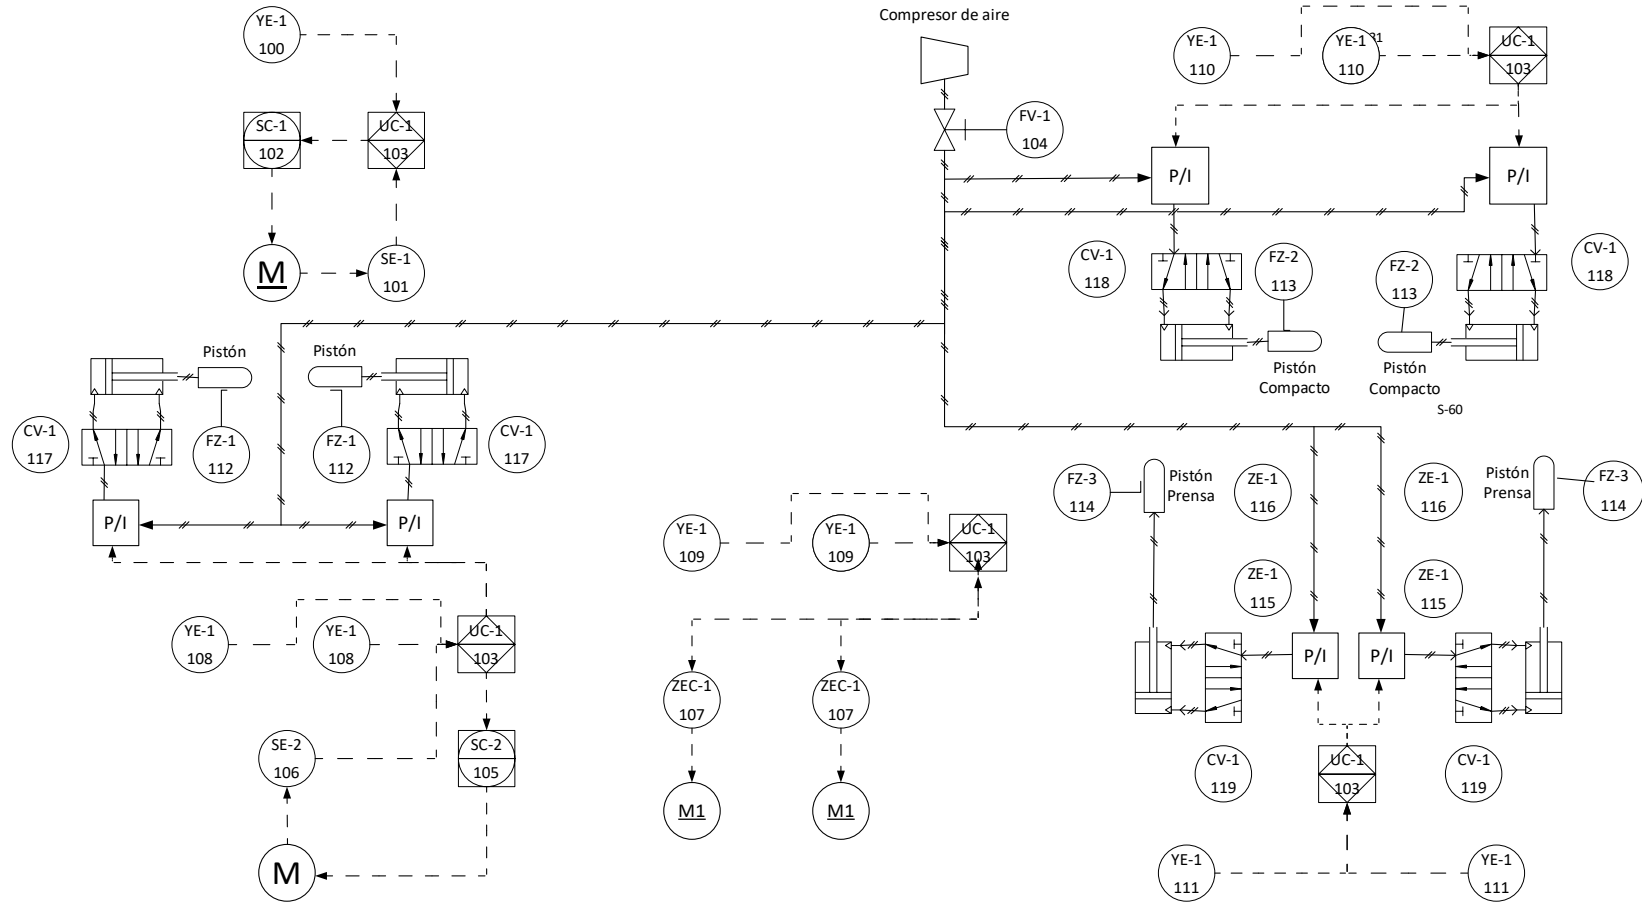 YE-1
100
SC-1
102
UC-1
103
M
SE-1
101
Compresor de aire
FV-1
104
YE-1
110
YE-1
110
UC-1
103
P/I
P/I
CV-1
118
FZ-2
113
FZ-2
113
CV-1
118
Pistón
Compacto
Pistón
Compacto
S-60
Pistón
Pistón
CV-1
117
FZ-1
112
FZ-1
112
CV-1
117
P/I
P/I
YE-1
108
YE-1
108
UC-1
103
SE-2
106
SC-2
105
M
YE-1
109
YE-1
109
UC-1
103
ZEC-1
107
ZEC-1
107
M1
M1
FZ-3
114
Pistón
Prensa
ZE-1
116
ZE-1
116
Pistón
Prensa
FZ-3
114
ZE-1
115
ZE-1
115
P/I
P/I
CV-1
119
UC-1
103
CV-1
119
YE-1
111
YE-1
111